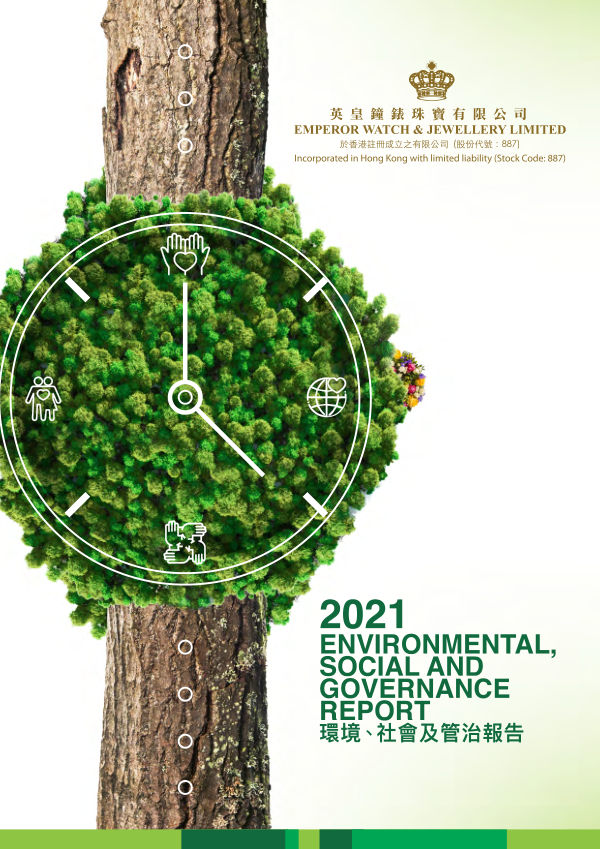 英皇鐘錶珠寶有限公司
EMPEROR WATCH & JEWELLERY LIMITED
於香港註冊成立之有限公司 (股份代號：887)
Incorporated in Hong Kong with limited liability (Stock Code: 887)
2021
ENVIRONMENTAL,
SOCIAL AND
GOVERNANCE
REPORT
環境、社會及管治報告